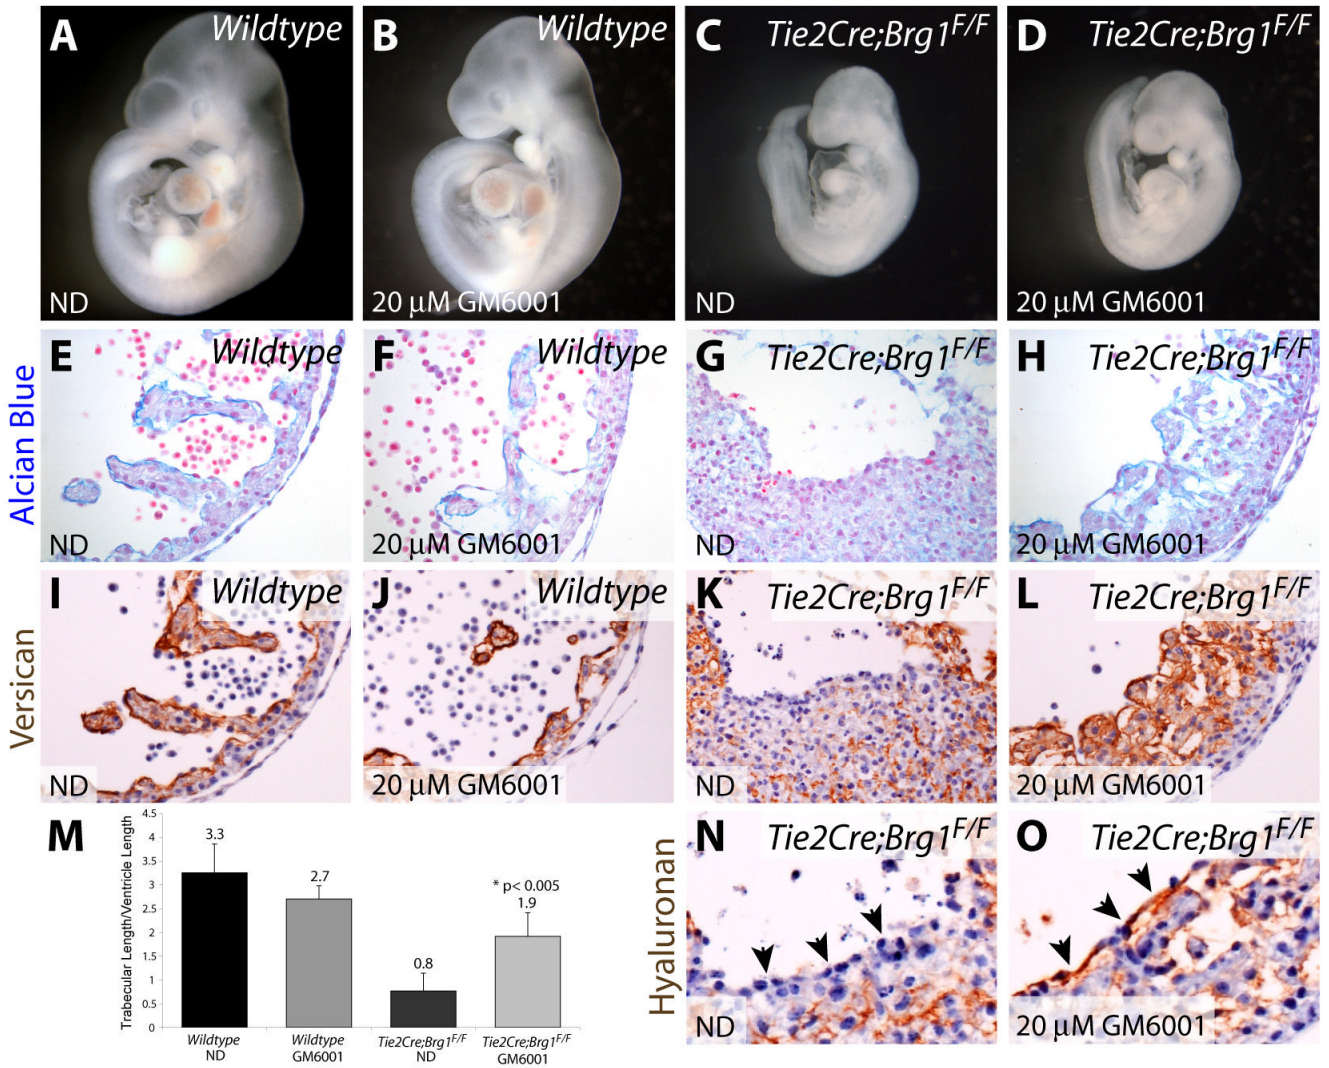 A Wildtype
ND
B Wildtype
20 μM GM6001
C Tie2Cre;Brg1F/F
ND
D Tie2Cre;Brg1F/F
20 μM GM6001
Alcian Blue
E Wildtype
ND
F Wildtype
20 μM GM6001
G Tie2Cre;Brg1F/F
ND
H Tie2Cre;Brg1F/F
20 μM GM6001
Versican
I Wildtype
ND
J Wildtype
20 μM GM6001
K Tie2Cre;Brg1F/F
ND
L Tie2Cre;Brg1F/F
20 μM GM6001
M
Trabecular Length/Ventricle Length
4.5
4
3.5
3
2.5
2
1.5
1
0.5
0
3.3
2.7
0.8
* p< 0.005
1.9
Wildtype
ND
Wildtype
GM6001
Tie2Cre;Brg1F/F
ND
Tie2Cre;Brg1F/F
GM6001
Hyaluronan
N Tie2Cre;Brg1F/F
ND
O Tie2Cre;Brg1F/F
20 μM GM6001